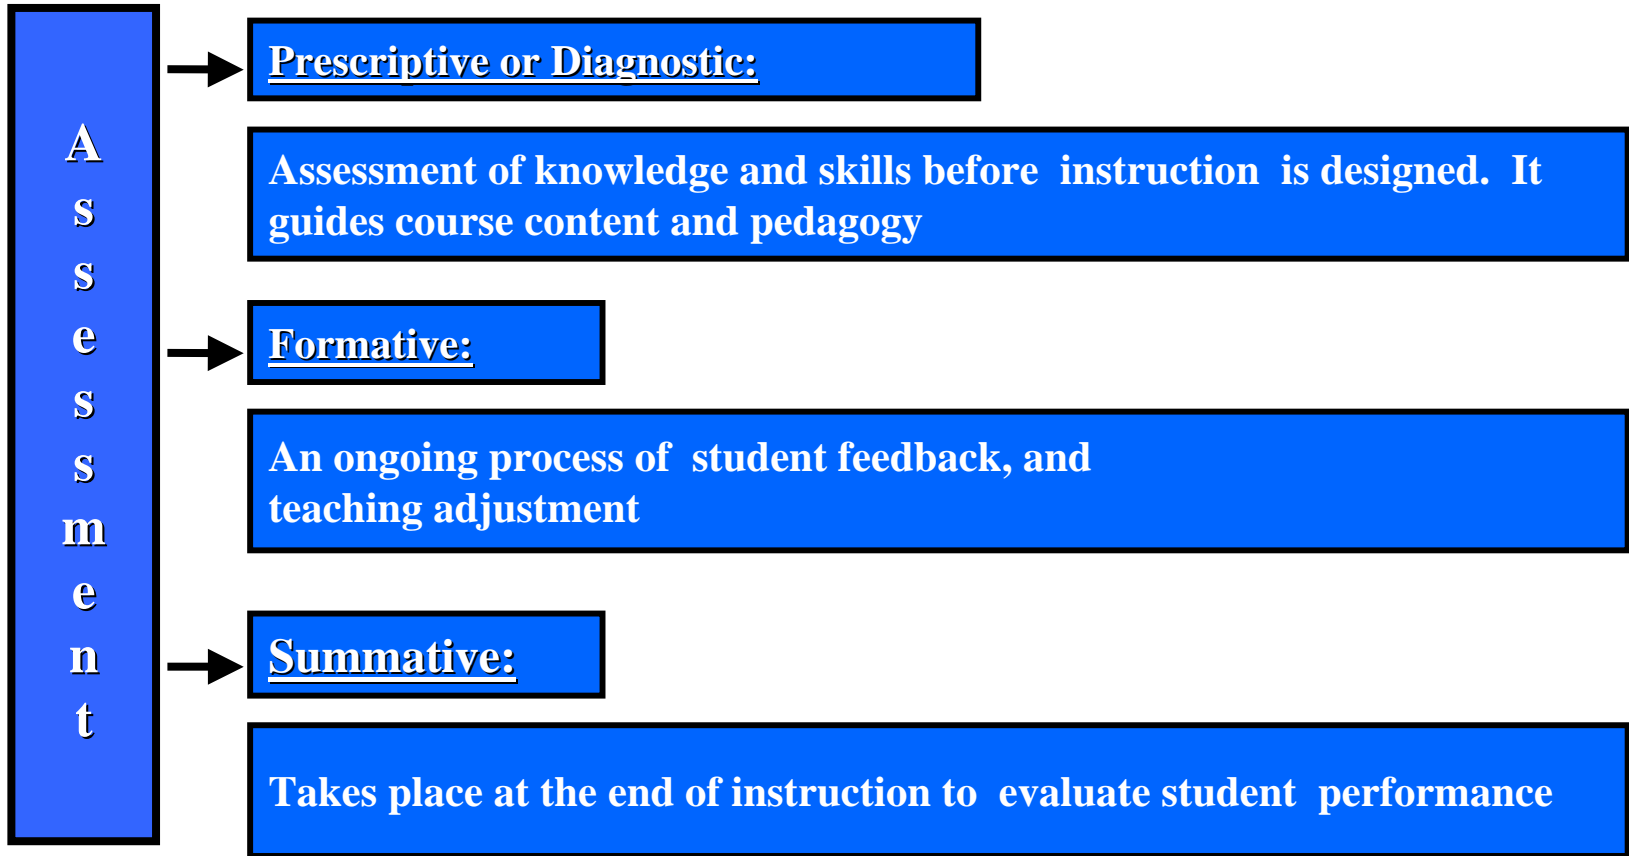 Assessment
Prescriptive or Diagnostic:
Assessment of knowledge and skills before instruction is designed. It
guides course content and pedagogy
Formative:
An ongoing process of student feedback, and
teaching adjustment
Summative:
Takes place at the end of instruction to evaluate student performance